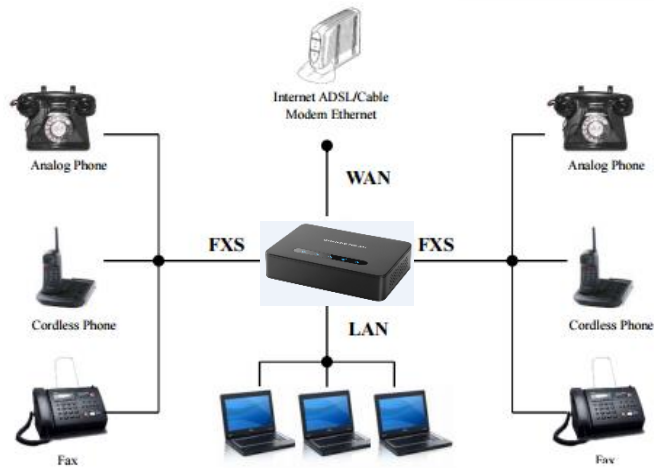 Internet ADSL/Cable
Modem Ethernet
Analog Phone
Analog Phone
WAN
FXS
FXS
Cordless Phone
Cordless Phone
LAN
Fax
Fax